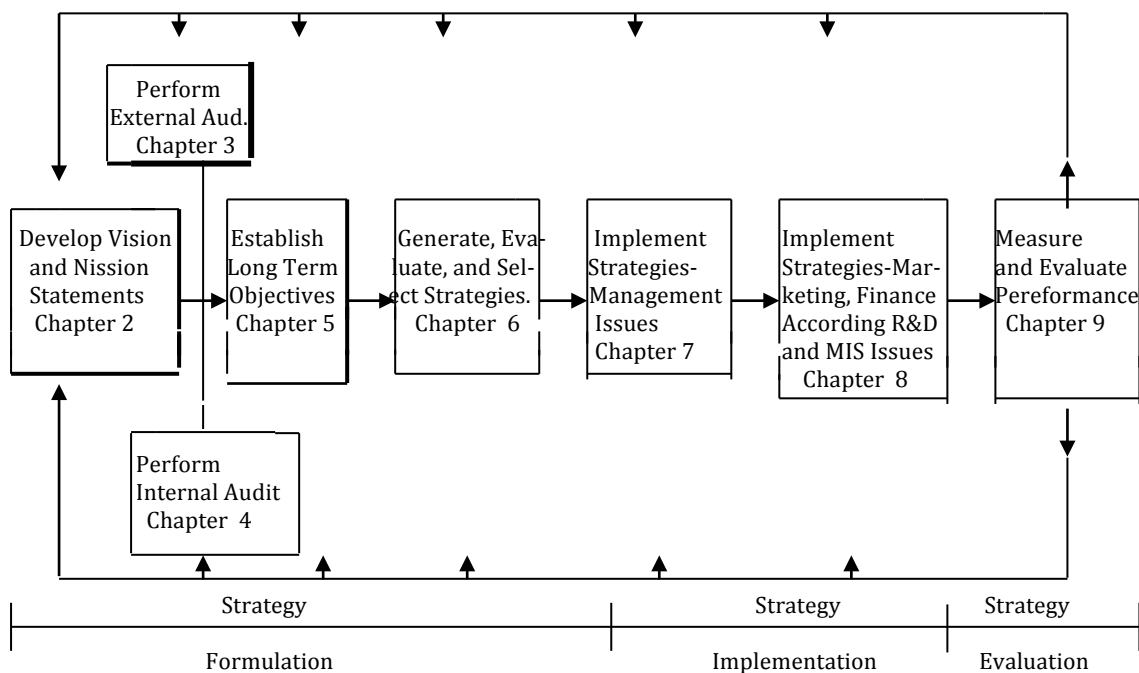 Perform
External Aud.
Chapter 3
Develop Vision
and Nission
Statements
Chapter 2
Establish
Long Term
Objectives
Chapter 5
Generate, Eva-
luate, and Sel-
ect Strategies.
Chapter 6
Implement
Strategies-
Management
Issues
Chapter 7
Implement
Strategies-Mar-
keting, Finance
According R&D
and MIS Issues
Chapter 8
Measure
and Evaluate
Pereformance
Chapter 9
Perform
Internal Audit
Chapter 4
Strategy
Formulation
Strategy
Implementation
Strategy
Evaluation